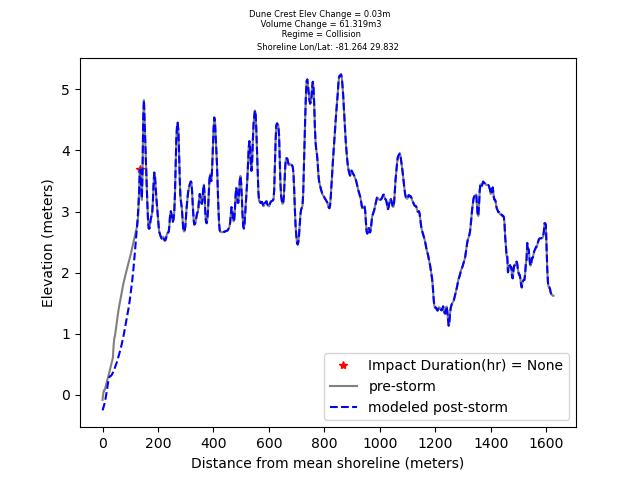 Dune Crest Elev Change = 0.03m
Volume Change = 61.319m3
Regime = Collision
Shoreline Lon/Lat: -81.264 29.832
Elevation (meters)
5
4
3
2
1
0
Impact Duration(hr) = None
pre-storm
modeled post-storm
0 200 400 600 800 1000 1200 1400 1600
Distance from mean shoreline (meters)